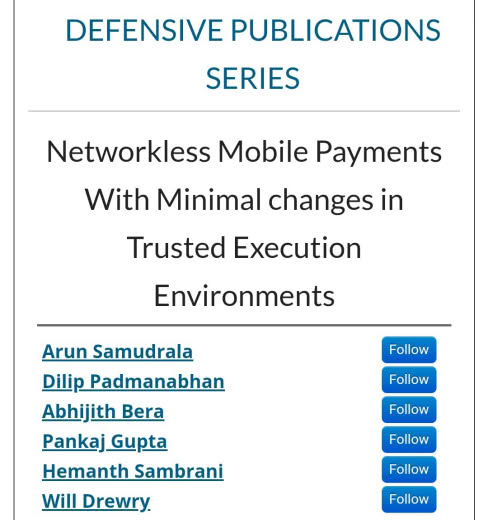 DEFENSIVE PUBLICATIONS
SERIES
Networkless Mobile Payments
With Minimal changes in
Trusted Execution
Environments
Arun Samudrala Follow
Dilip Padmanabhan Follow
Abhijith Bera Follow
Pankaj Gupta Follow
Hemanth Sambrani Follow
Will Drewry Follow